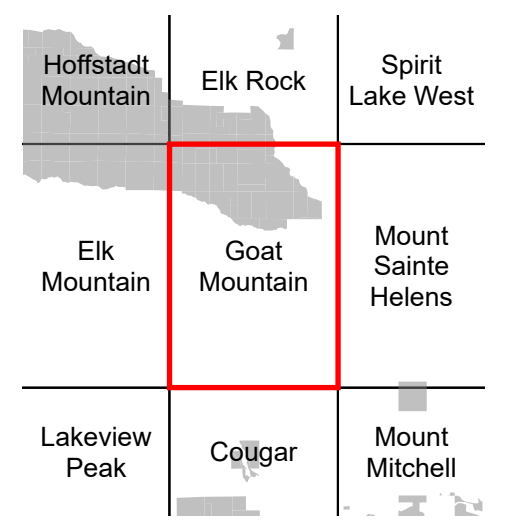 Hoffstadt
Mountain
Elk Rock
Spirit
Lake West
Elk
Mountain
Goat
Mountain
Mount
Sainte
Helens
Lakeview
Peak
Cougar
Mount
Mitchell